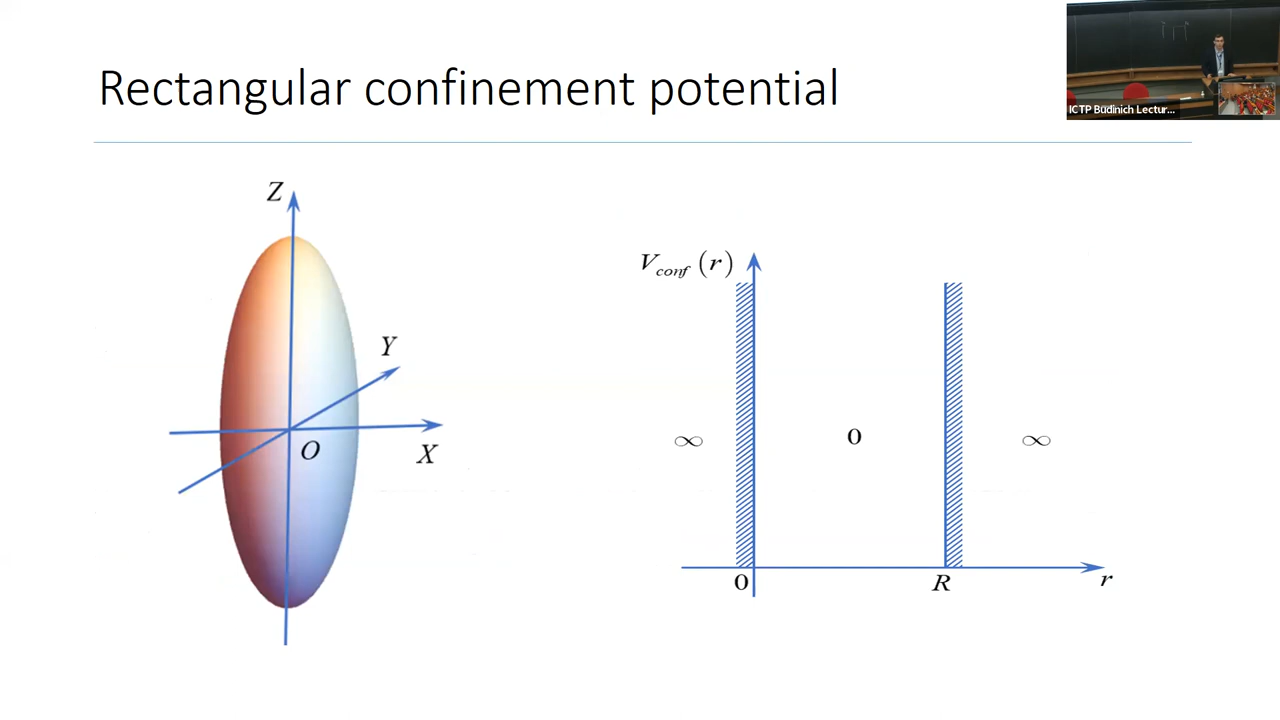 Rectangular confinement potential
ICTP Budinich Lectur...
Z
Y
O
X
V_conf (r)
∞
0
∞
0
R
r